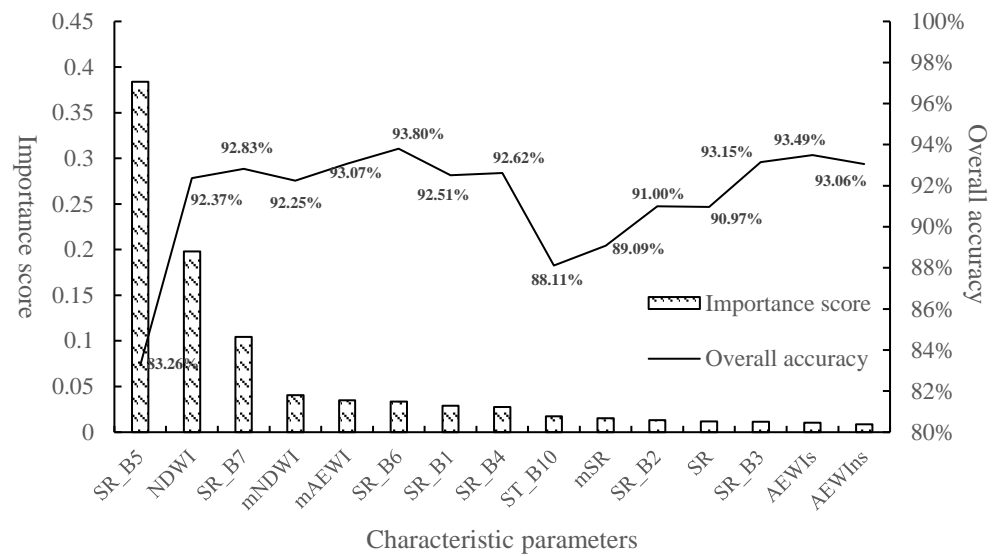 0.45
0.4
0.35
0.3
0.25
0.2
0.15
0.1
0.05
0
Importance score
100%
98%
96%
94%
92%
90%
88%
86%
84%
82%
80%
Overall accuracy
83.26%
92.37%
92.83%
92.25%
93.07%
93.80%
92.51%
92.62%
88.11%
89.09%
91.00%
90.97%
93.15%
93.49%
93.06%
Importance score
Overall accuracy
SR_B5
NDWI
SR_B7
mNDWI
mAEWI
SR_B6
SR_B1
SR_B4
ST_B10
mSR
SR_B2
SR
SR_B3
AEWIs
AEWIns
Characteristic parameters